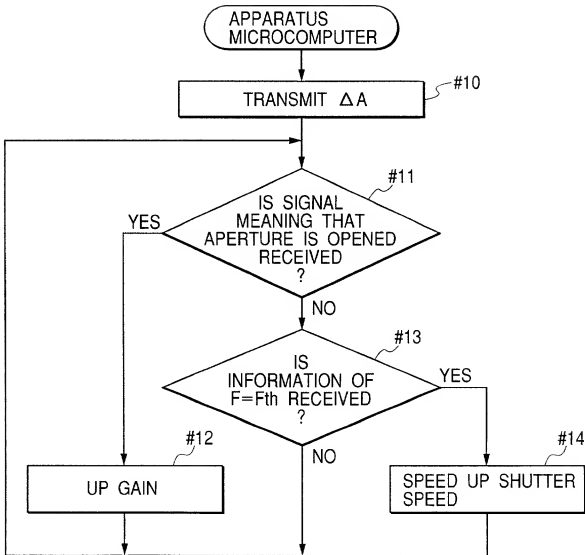 APPARATUS
MICROCOMPUTER
TRANSMIT ΔA
#10
#11
IS SIGNAL
MEANING THAT
APERTURE IS OPENED
RECEIVED
?
YES
NO
#13
IS
INFORMATION OF
F=Fth RECEIVED
?
YES
NO
#12
UP GAIN
#14
SPEED UP SHUTTER
SPEED